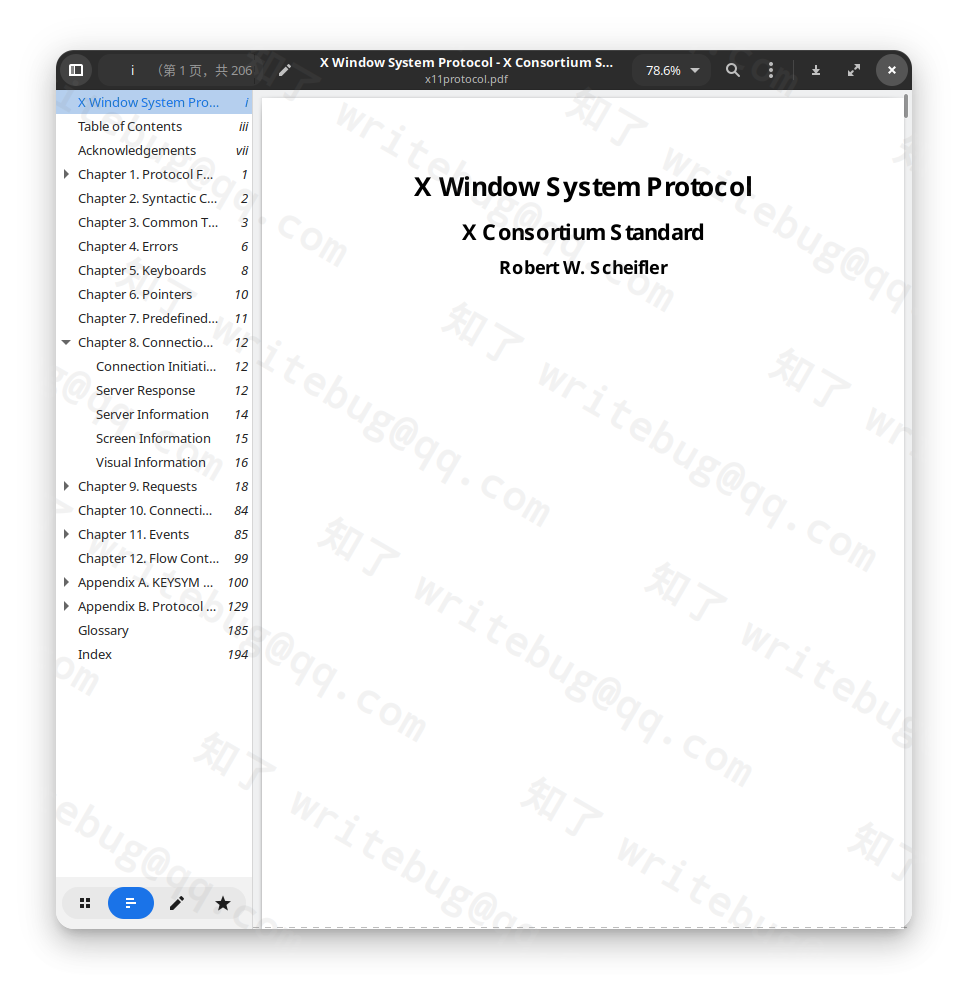 i
（第 1 页，共 206
X Window System Protocol - X Consortium S…
x11protocol.pdf
78.6%
X Window System Pro… i
Table of Contents iii
Acknowledgements vii
Chapter 1. Protocol F… 1
Chapter 2. Syntactic C… 2
Chapter 3. Common T… 3
Chapter 4. Errors 6
Chapter 5. Keyboards 8
Chapter 6. Pointers 10
Chapter 7. Predefined… 11
Chapter 8. Connectio… 12
Connection Initiati… 12
Server Response 12
Server Information 14
Screen Information 15
Visual Information 16
Chapter 9. Requests 18
Chapter 10. Connecti… 84
Chapter 11. Events 85
Chapter 12. Flow Cont… 99
Appendix A. KEYSYM … 100
Appendix B. Protocol … 129
Glossary 185
Index 194
X Window System Protocol
X Consortium Standard
Robert W. Scheifler
知了 writebug@qq.com